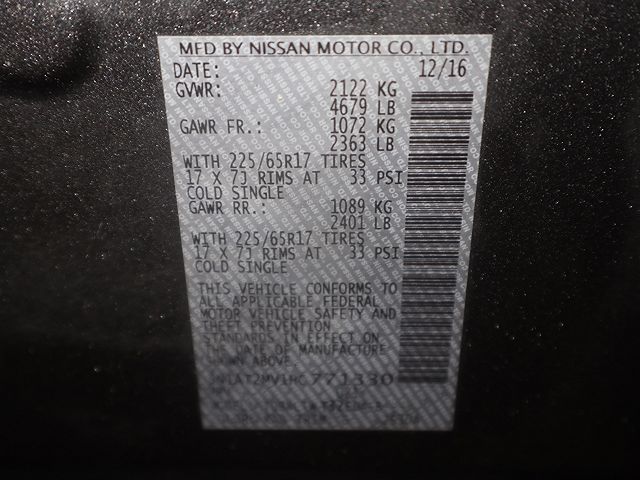 MFD BY NISSAN MOTOR CO., LTD.
DATE: 12/16
GVWR: 2122 KG
4679 LB
GAWR FR.: 1072 KG
2363 LB
WITH 225/65R17 TIRES
17 X 7J RIMS AT 33 PSI
COLD SINGLE
GAWR RR.: 1089 KG
2401 LB
WITH 225/65R17 TIRES
17 X 7J RIMS AT 33 PSI
COLD SINGLE
THIS VEHICLE CONFORMS TO
ALL APPLICABLE FEDERAL
MOTOR VEHICLE SAFETY AND
THEFT PREVENTION
STANDARDS IN EFFECT ON
THE DATE OF MANUFACTURE
SHOWN ABOVE.
771330